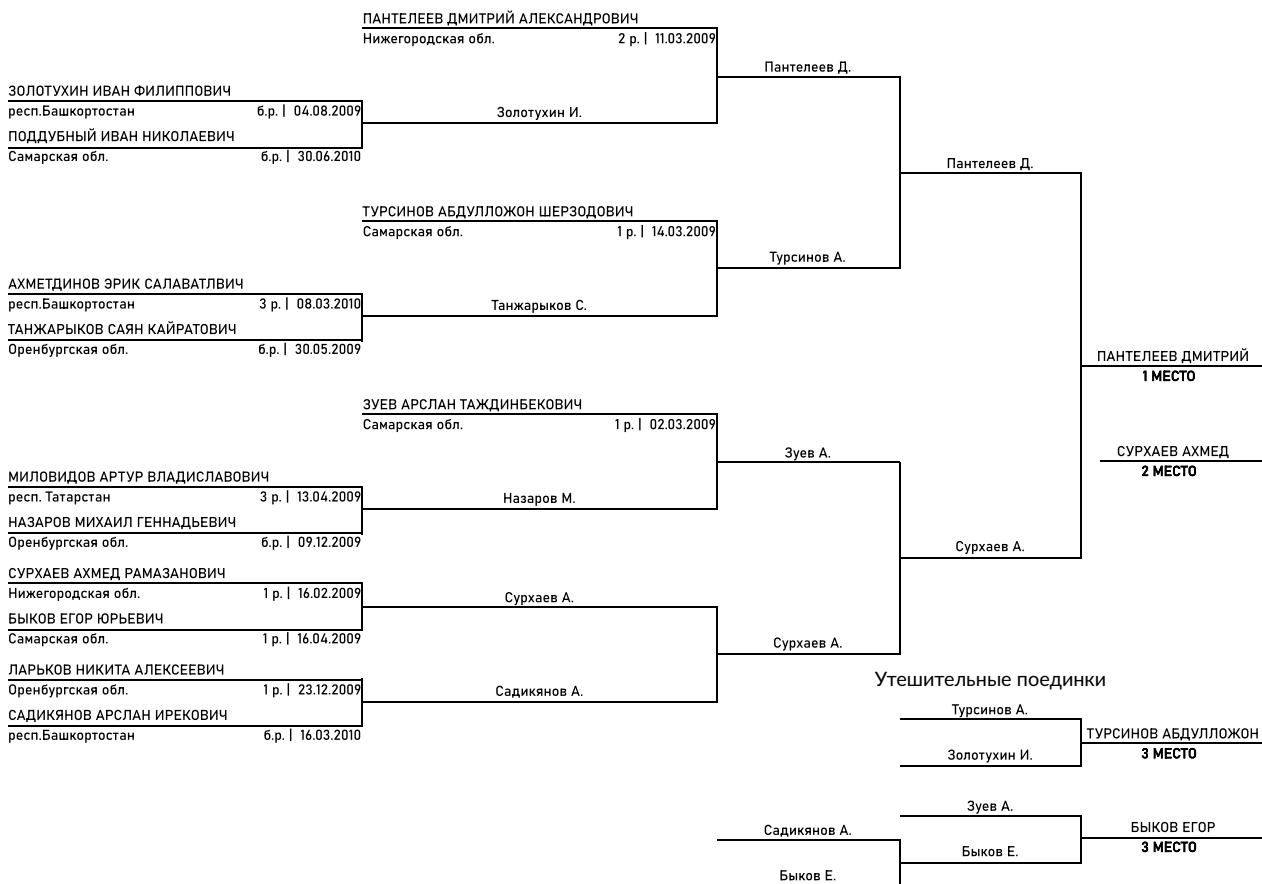 ПАНТЕЛЕЕВ ДМИТРИЙ АЛЕКСАНДРОВИЧ
Нижегородская обл. 2 р. | 11.03.2009
Пантелеев Д.
ЗОЛОТУХИН ИВАН ФИЛИППОВИЧ
респ.Башкортостан б.р. | 04.08.2009
Золотухин И.
ПОДДУБНЫЙ ИВАН НИКОЛАЕВИЧ
Самарская обл. б.р. | 30.06.2010
Пантелеев Д.
ТУРСИНОВ АБДУЛЛОЖОН ШЕРЗОДОВИЧ
Самарская обл. 1 р. | 14.03.2009
Турсинов А.
АХМЕТДИНОВ ЭРИК САЛАВАТЛВИЧ
респ.Башкортостан 3 р. | 08.03.2010
Танжарыков С.
ТАНЖАРЫКОВ САЯН КАЙРАТОВИЧ
Оренбургская обл. б.р. | 30.05.2009
ПАНТЕЛЕЕВ ДМИТРИЙ
1 МЕСТО
ЗУЕВ АРСЛАН ТАЖДИНБЕКОВИЧ
Самарская обл. 1 р. | 02.03.2009
Зуев А.
СУРХАЕВ АХМЕД
2 МЕСТО
МИЛОВИДОВ АРТУР ВЛАДИСЛАВОВИЧ
респ. Татарстан 3 р. | 13.04.2009
Назаров М.
НАЗАРОВ МИХАИЛ ГЕННАДЬЕВИЧ
Оренбургская обл. б.р. | 09.12.2009
Сурхаев А.
СУРХАЕВ АХМЕД РАМАЗАНОВИЧ
Нижегородская обл. 1 р. | 16.02.2009
Сурхаев А.
БЫКОВ ЕГОР ЮРЬЕВИЧ
Самарская обл. 1 р. | 16.04.2009
Сурхаев А.
ЛАРЬКОВ НИКИТА АЛЕКСЕЕВИЧ
Оренбургская обл. 1 р. | 23.12.2009
Садикянов А.
САДИКЯНОВ АРСЛАН ИРЕКОВИЧ
респ.Башкортостан б.р. | 16.03.2010
Утешительные поединки
Турсинов А.
ТУРСИНОВ АБДУЛЛОЖОН
3 МЕСТО
Золотухин И.
Зуев А.
Садикянов А.
БЫКОВ ЕГОР
3 МЕСТО
Быков Е.
Быков Е.